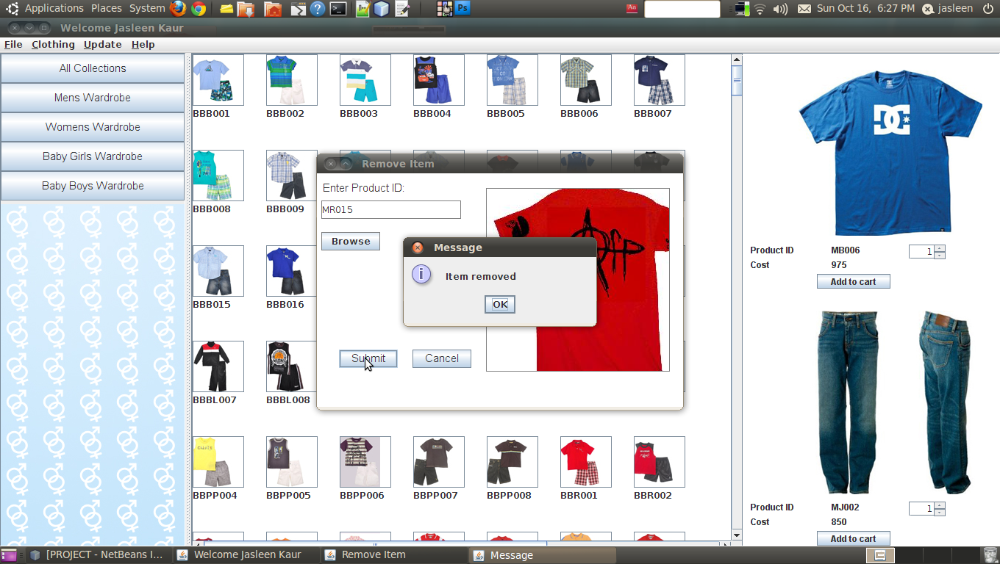 Applications Places System
Aa
Sun Oct 16, 6:27 PM
jasleen
Ps
Welcome Jasleen Kaur
File Clothing Update Help
All Collections
Mens Wardrobe
Womens Wardrobe
Baby Girls Wardrobe
Baby Boys Wardrobe
BBB001 BBB002 BBB003 BBB004 BBB005 BBB006 BBB007
BBB008 BBB009
BBB015 BBB016
BBBL007 BBBL008
BBPP004 BBPP005 BBPP006 BBPP007 BBPP008 BBR001 BBR002
Remove Item
Enter Product ID:
MR015
Browse
Submit Cancel
Message
Item removed
OK
DC
Product ID MB006 1
Cost 975
Add to cart
Product ID MJ002 1
Cost 850
Add to cart
[PROJECT - NetBeans I... Welcome Jasleen Kaur Remove Item Message